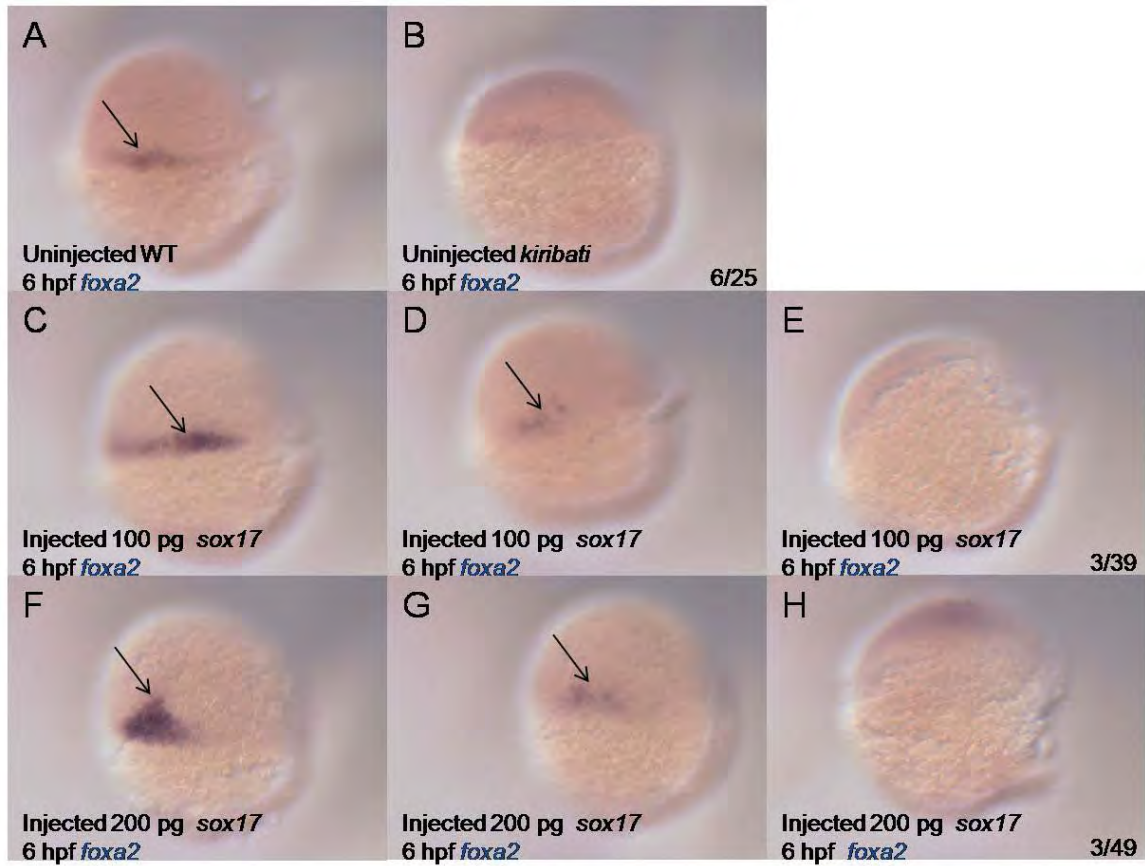 A
Uninjected WT
6 hpf foxa2
B
Uninjected kiribati
6 hpf foxa2
6/25
C
Injected 100 pg sox17
6 hpf foxa2
D
Injected 100 pg sox17
6 hpf foxa2
E
Injected 100 pg sox17
6 hpf foxa2
3/39
F
Injected 200 pg sox17
6 hpf foxa2
G
Injected 200 pg sox17
6 hpf foxa2
H
Injected 200 pg sox17
6 hpf foxa2
3/49